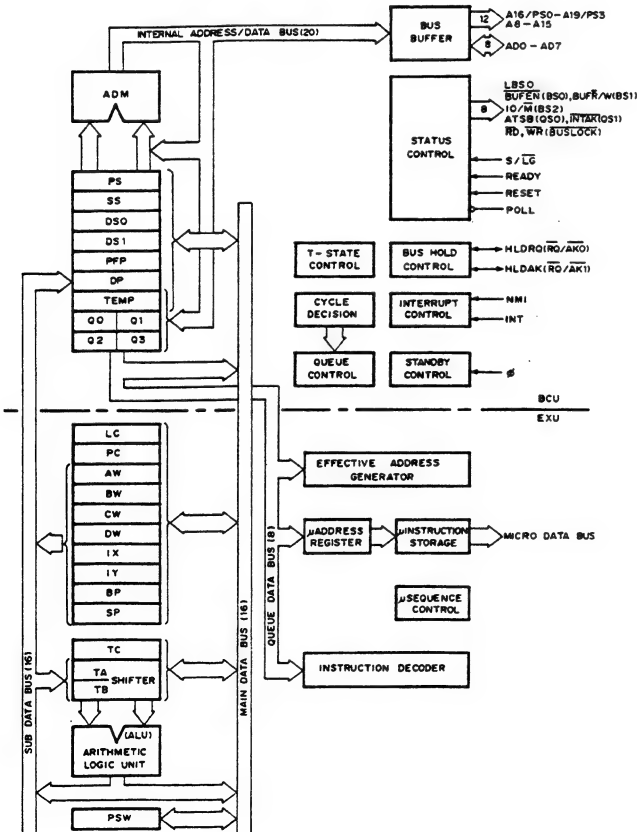 INTERNAL ADDRESS/DATA BUS(20)
BUS
BUFFER
12
A16/PS0-A19/PS3
A8-A15
8
AD0-AD7
ADM
STATUS
CONTROL
8
LBSO
BUFEN(BSO),BUFR/W(BS1)
IO/M(BS2)
ATSB(QSO),INTAK(QS1)
RD,WR(BUSLOCK)
S/LG
READY
RESET
POLL
PS
SS
DSO
DS1
PFP
DP
TEMP
Q0 Q1
Q2 Q3
T-STATE
CONTROL
BUS HOLD
CONTROL
HLDRQ(RQ/AKO)
HLDAK(RQ/AK1)
CYCLE
DECISION
INTERRUPT
CONTROL
NMI
INT
QUEUE
CONTROL
STANDBY
CONTROL
ø
BCU
EXU
LC
PC
AW
BW
CW
DW
IX
IY
BP
SP
EFFECTIVE ADDRESS
GENERATOR
μADDRESS
REGISTER
μINSTRUCTION
STORAGE
MICRO DATA BUS
μSEQUENCE
CONTROL
QUEUE DATA BUS (8)
MAIN DATA BUS (16)
SUB DATA BUS(16)
TC
TA
TB
SHIFTER
INSTRUCTION DECODER
(ALU)
ARITHMETIC
LOGIC UNIT
PSW